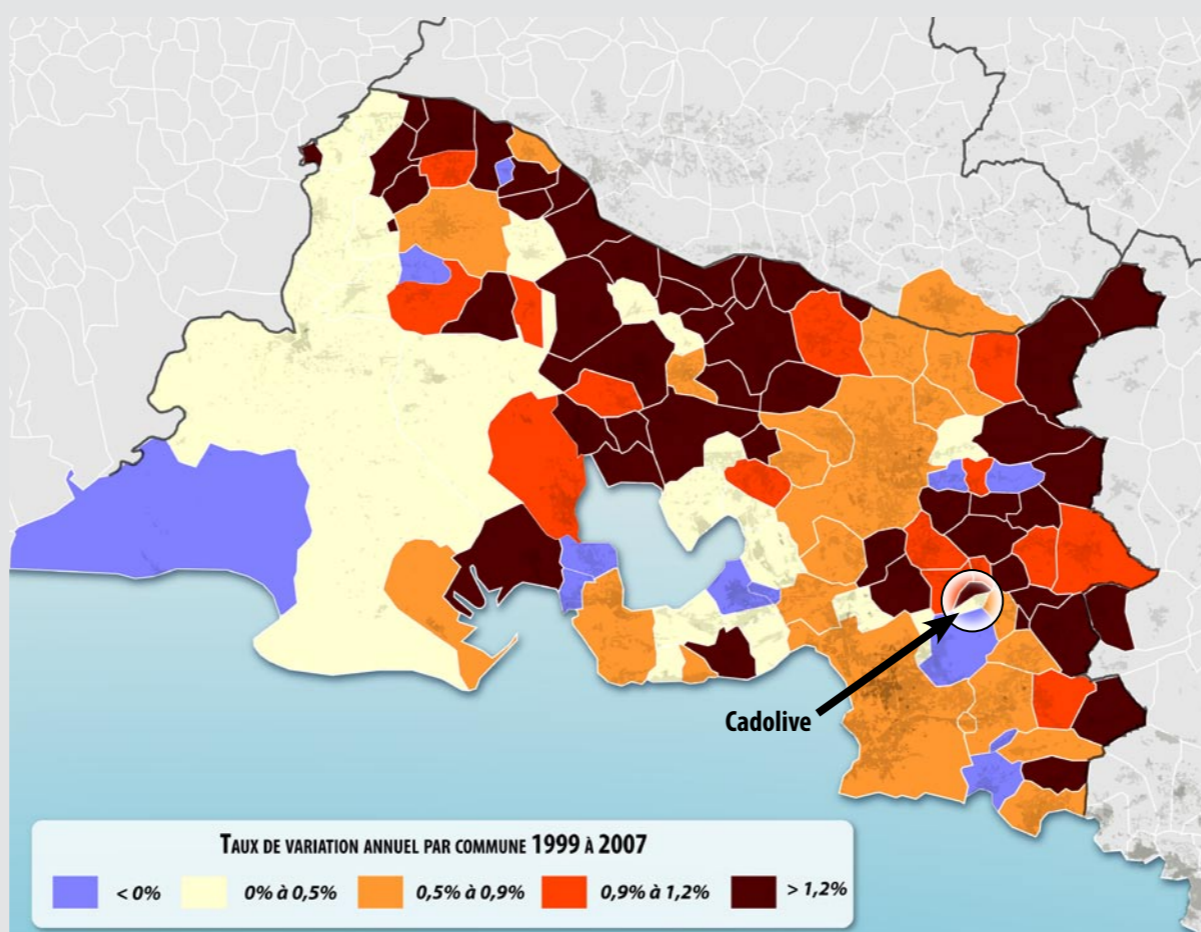 Cadolive
TAUX DE VARIATION ANNUEL PAR COMMUNE 1999 À 2007
< 0%
0% à 0,5%
0,5% à 0,9%
0,9% à 1,2%
> 1,2%